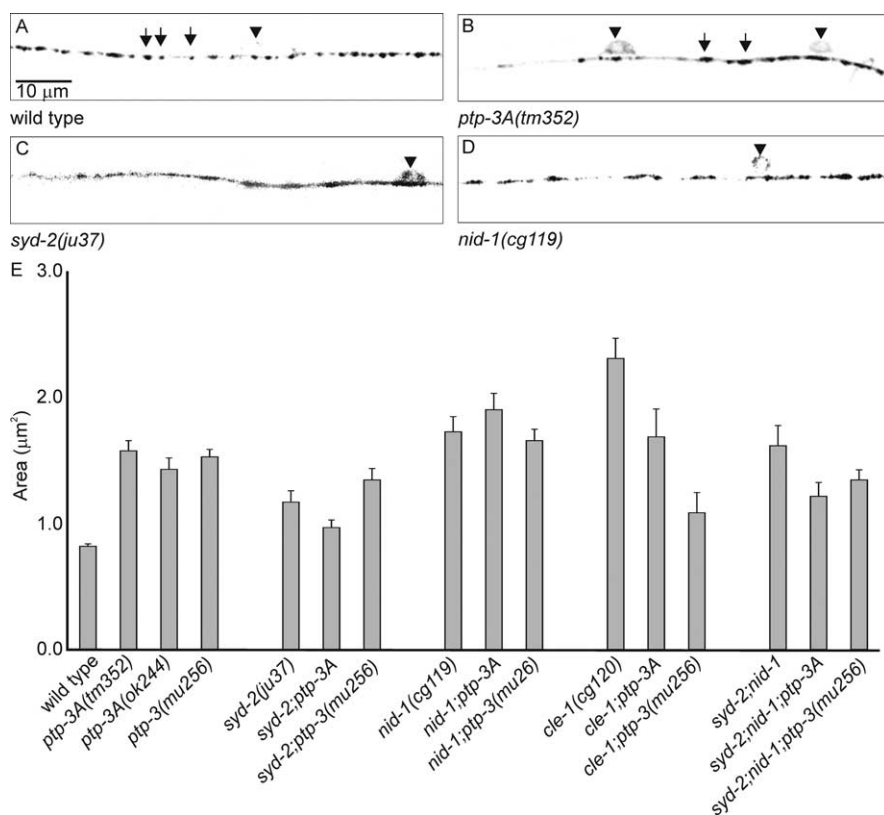 A
10 μm
wild type
B
ptp-3A(tm352)
C
syd-2(ju37)
D
nid-1(cg119)
E
Area (μm²)
3.0
2.0
1.0
0.0
wild type
ptp-3A(tm352)
ptp-3A(ok244)
ptp-3(mu256)
syd-2(ju37)
syd-2;ptp-3A
syd-2;ptp-3(mu256)
nid-1(cg119)
nid-1;ptp-3A
nid-1;ptp-3(mu26)
cle-1(cg120)
cle-1;ptp-3A
cle-1;ptp-3(mu256)
syd-2;nid-1
syd-2;nid-1;ptp-3A
syd-2;nid-1;ptp-3(mu256)